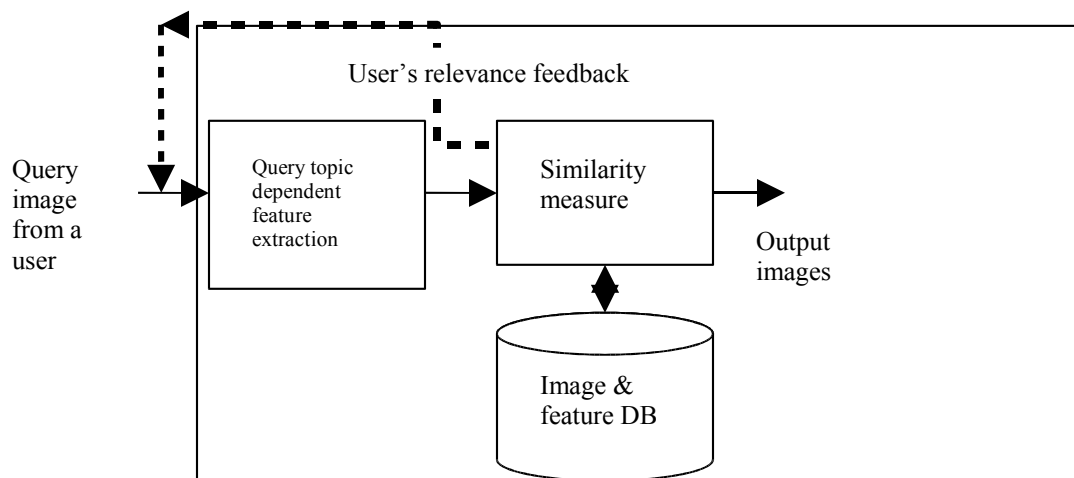 User’s relevance feedback
Query
image
from a
user
Query topic
dependent
feature
extraction
Similarity
measure
Output
images
Image &
feature DB